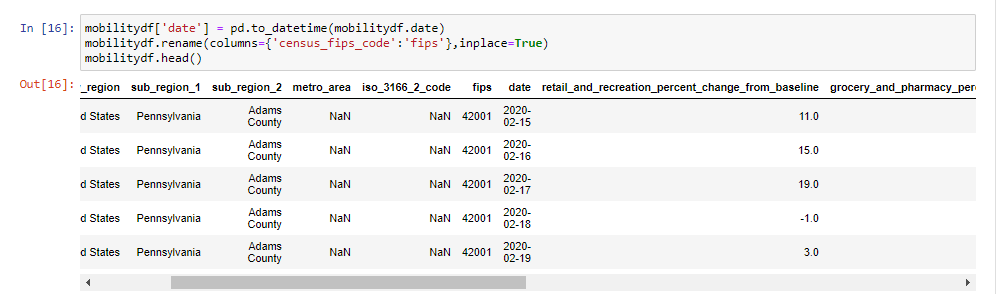 In [16]: mobilitydf['date'] = pd.to_datetime(mobilitydf.date)
mobilitydf.rename(columns={'census_fips_code':'fips'},inplace=True)
mobilitydf.head()
Out[16]:
_region sub_region_1 sub_region_2 metro_area iso_3166_2_code fips date retail_and_recreation_percent_change_from_baseline grocery_and_pharmacy_per
d States Pennsylvania Adams County NaN NaN 42001 2020-02-15 11.0
d States Pennsylvania Adams County NaN NaN 42001 2020-02-16 15.0
d States Pennsylvania Adams County NaN NaN 42001 2020-02-17 19.0
d States Pennsylvania Adams County NaN NaN 42001 2020-02-18 -1.0
d States Pennsylvania Adams County NaN NaN 42001 2020-02-19 3.0